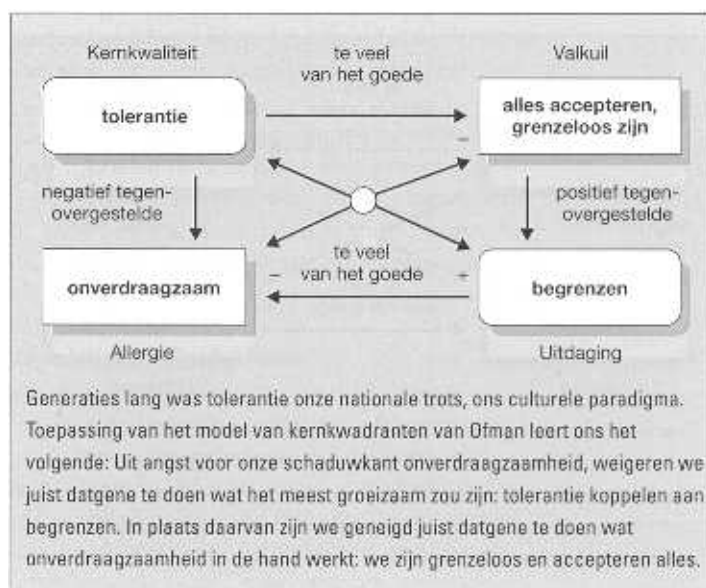 Kernkwaliteit
te veel
van het goede
Valkuil
tolerantie
alles accepteren,
grenzeloos zijn
–
negatief tegen-
overgestelde
positief tegen-
overgestelde
te veel
van het goede
–
+
onverdraagzaam
begrenzen
Allergie
Uitdaging
Generaties lang was tolerantie onze nationale trots, ons culturele paradigma.
Toepassing van het model van kernkwadranten van Ofman leert ons het
volgende: Uit angst voor onze schaduwkant onverdraagzaamheid, weigeren we
juist datgene te doen wat het meest groeizaam zou zijn: tolerantie koppelen aan
begrenzen. In plaats daarvan zijn we geneigd juist datgene te doen wat
onverdraagzaamheid in de hand werkt: we zijn grenzeloos en accepteren alles.